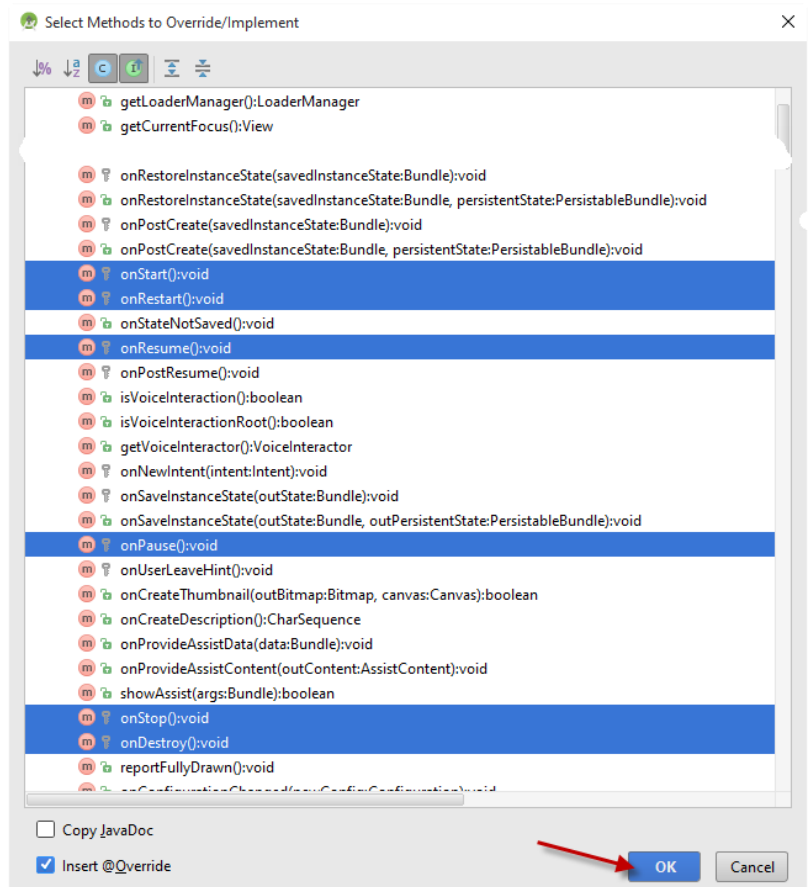 Select Methods to Override/Implement
getLoaderManager():LoaderManager
getCurrentFocus():View
onRestoreInstanceState(savedInstanceState:Bundle):void
onRestoreInstanceState(savedInstanceState:Bundle, persistentState:PersistableBundle):void
onPostCreate(savedInstanceState:Bundle):void
onPostCreate(savedInstanceState:Bundle, persistentState:PersistableBundle):void
onStart():void
onRestart():void
onStateNotSaved():void
onResume():void
onPostResume():void
isVoiceInteraction():boolean
isVoiceInteractionRoot():boolean
getVoiceInteractor():VoiceInteractor
onNewIntent(intent:Intent):void
onSaveInstanceState(outState:Bundle):void
onSaveInstanceState(outState:Bundle, outPersistentState:PersistableBundle):void
onPause():void
onUserLeaveHint():void
onCreateThumbnail(outBitmap:Bitmap, canvas:Canvas):boolean
onCreateDescription():CharSequence
onProvideAssistData(data:Bundle):void
onProvideAssistContent(outContent:AssistContent):void
showAssist(args:Bundle):boolean
onStop():void
onDestroy():void
reportFullyDrawn():void
onConfigurationChanged(newConfig:Configuration):void
Copy JavaDoc
Insert @Override
OK Cancel